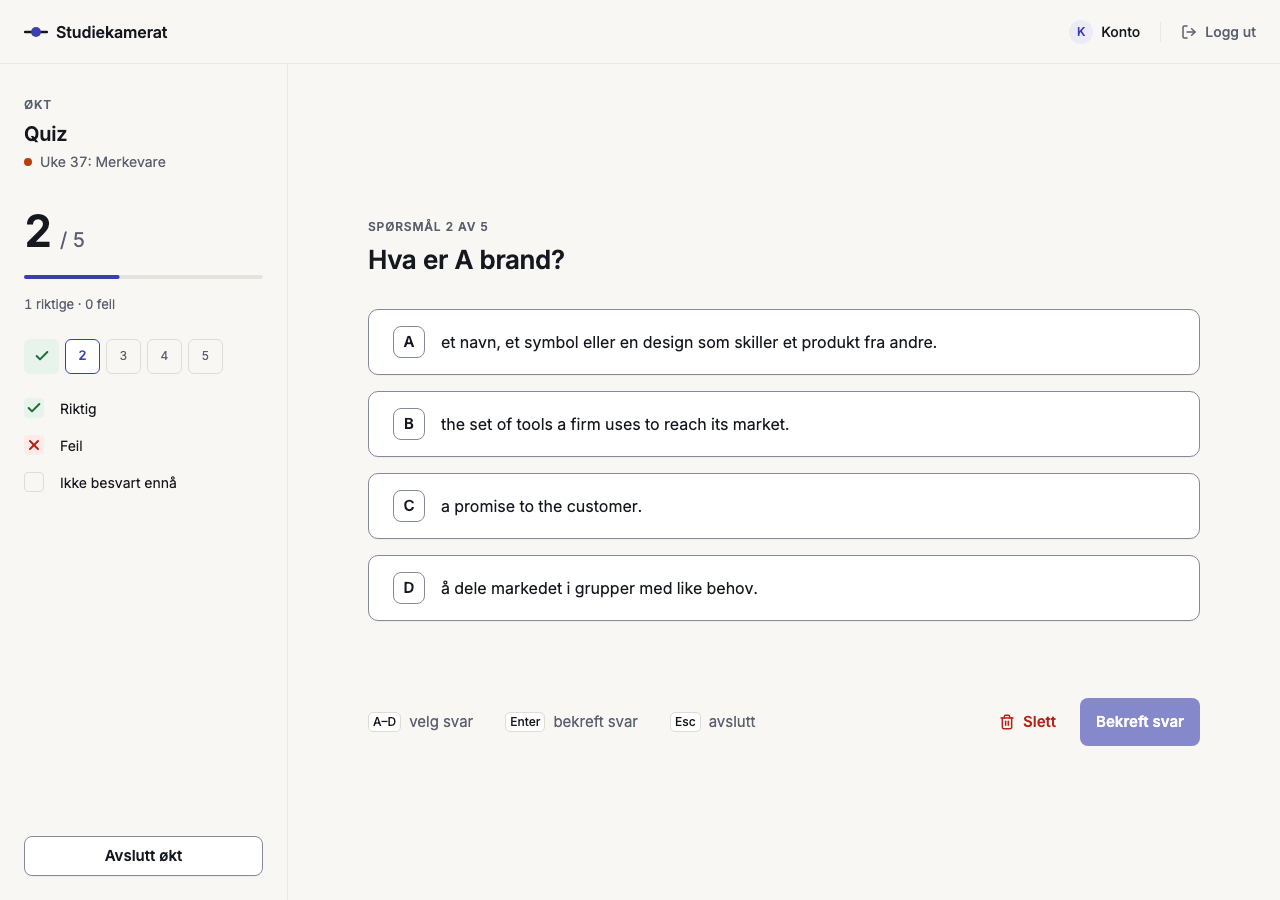 Studiekamerat
K Konto
Logg ut
ØKT
Quiz
Uke 37: Merkevare
2 / 5
1 riktige · 0 feil
2 3 4 5
Riktig
Feil
Ikke besvart ennå
Avslutt økt
SPØRSMÅL 2 AV 5
Hva er A brand?
A et navn, et symbol eller en design som skiller et produkt fra andre.
B the set of tools a firm uses to reach its market.
C a promise to the customer.
D å dele markedet i grupper med like behov.
A–D velg svar
Enter bekreft svar
Esc avslutt
Slett
Bekreft svar